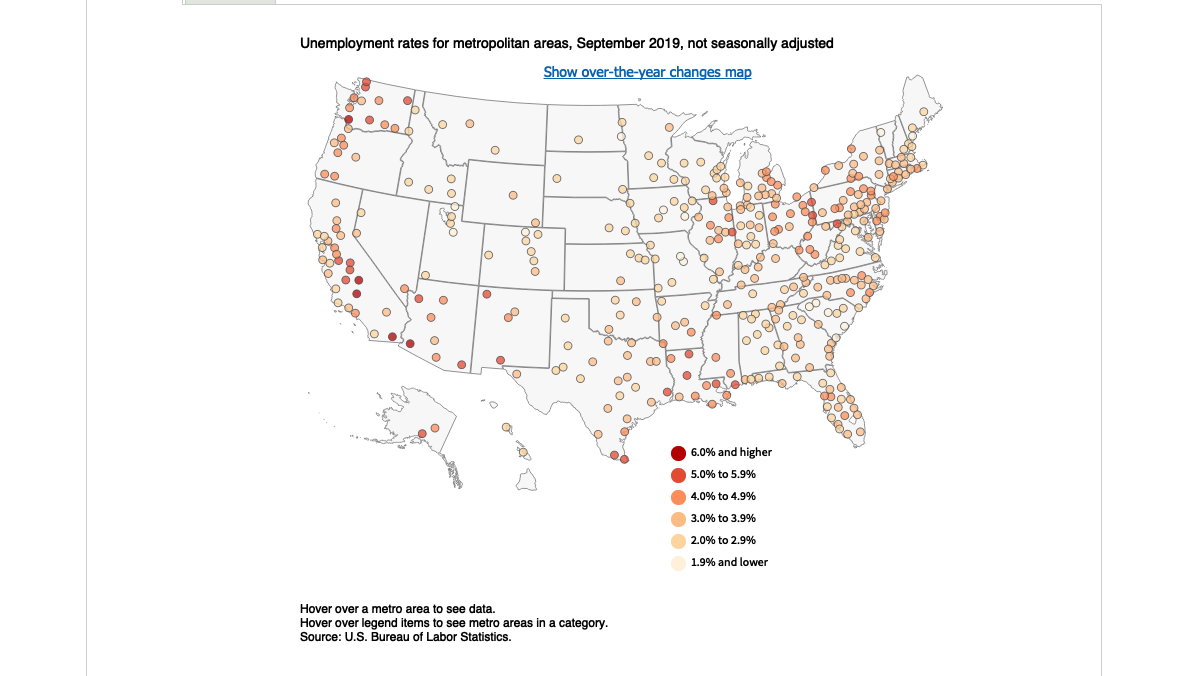 Unemployment rates for metropolitan areas, September 2019, not seasonally adjusted
Show over-the-year changes map
6.0% and higher
5.0% to 5.9%
4.0% to 4.9%
3.0% to 3.9%
2.0% to 2.9%
1.9% and lower
Hover over a metro area to see data.
Hover over legend items to see metro areas in a category.
Source: U.S. Bureau of Labor Statistics.